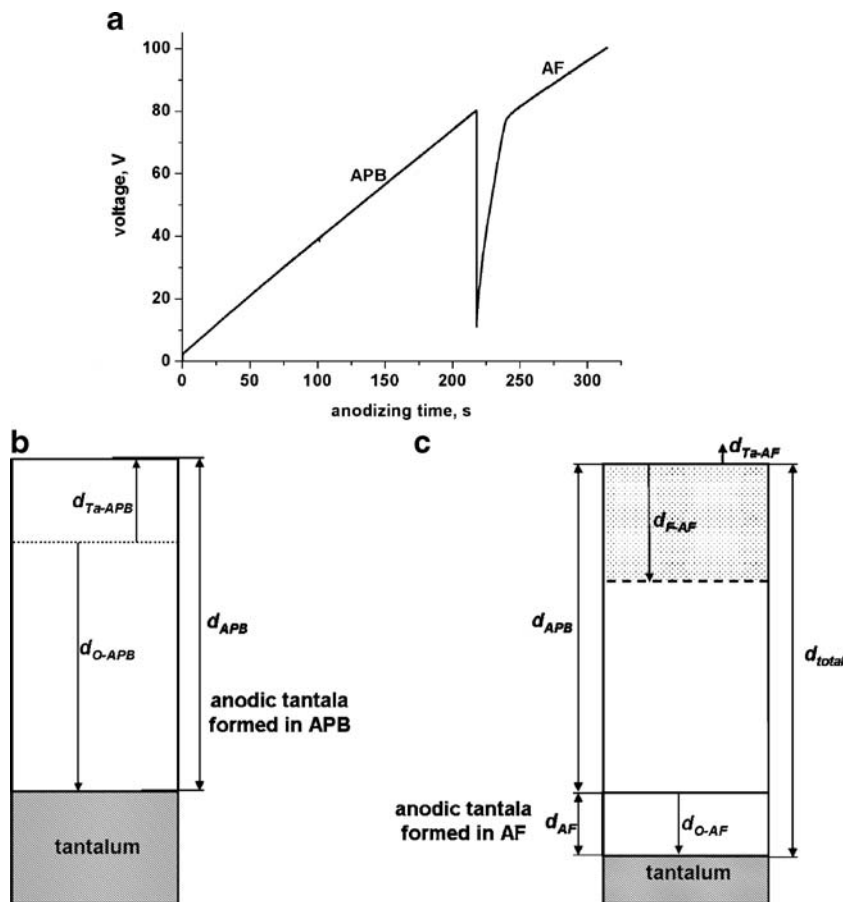 a
100
80
60
40
20
0
voltage, V
APB
AF
0 50 100 150 200 250 300
anodizing time, s
b
d_Ta-APB
d_O-APB
d_APB
anodic tantala
formed in APB
tantalum
c
d_Ta-AF
d_F-AF
d_APB
d_total
anodic tantala
formed in AF
d_AF
d_O-AF
tantalum